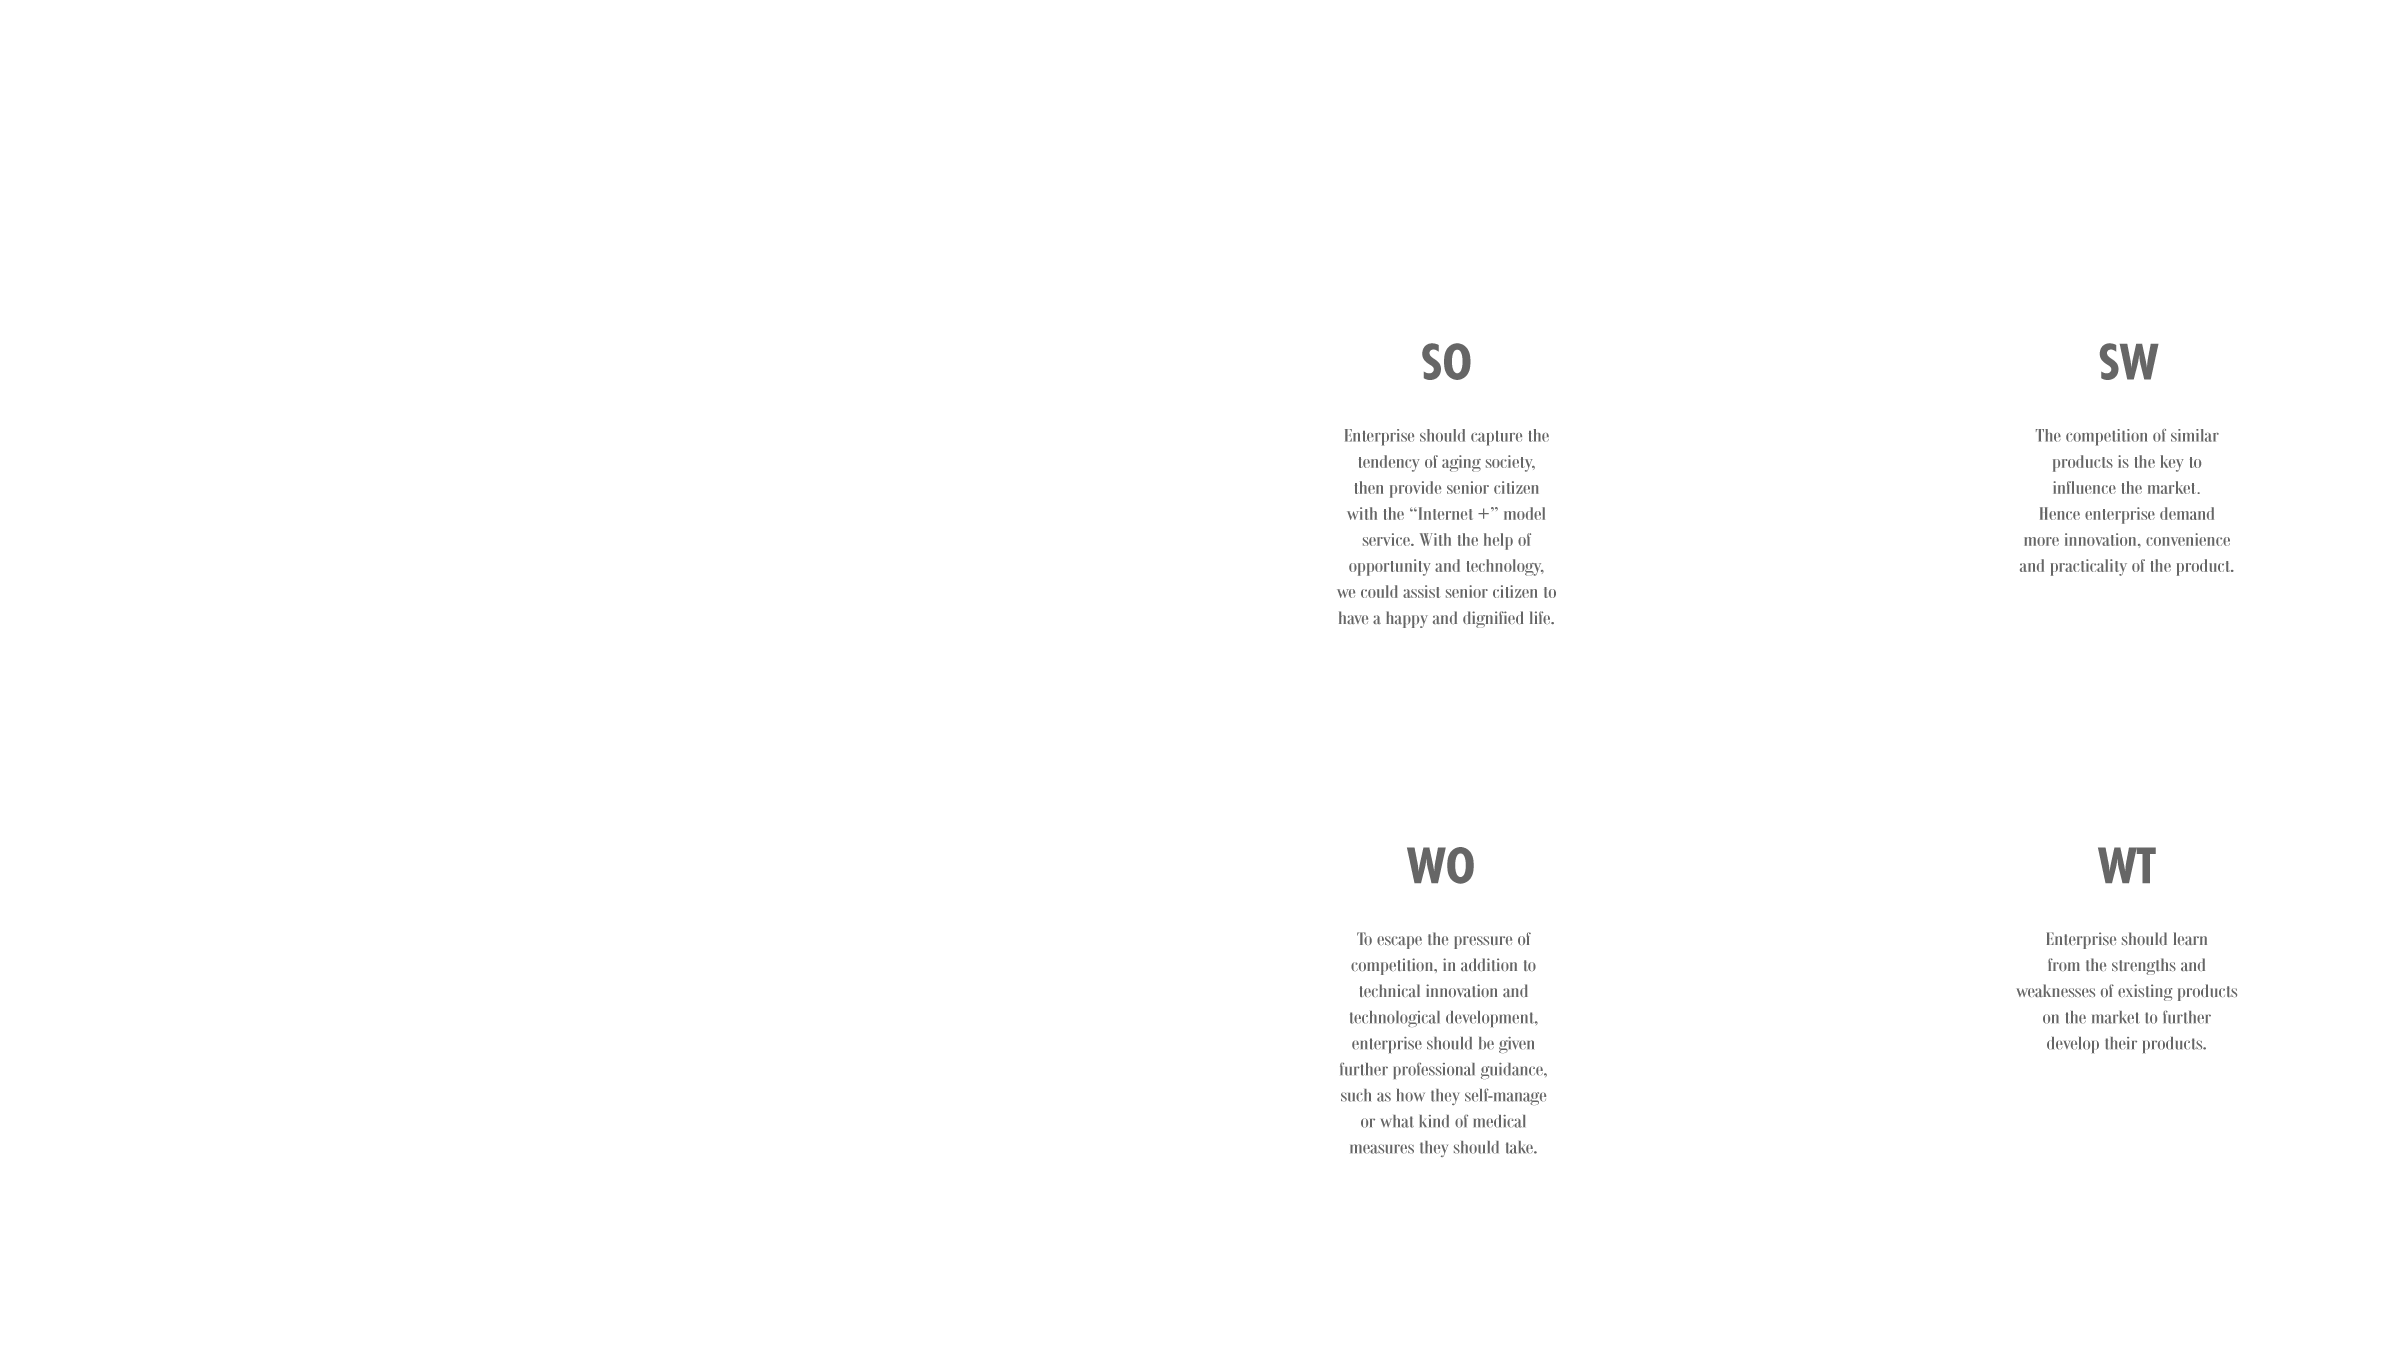 SO
Enterprise should capture the
tendency of aging society,
then provide senior citizen
with the “Internet +” model
service. With the help of
opportunity and technology,
we could assist senior citizen to
have a happy and dignified life.
SW
The competition of similar
products is the key to
influence the market.
Hence enterprise demand
more innovation, convenience
and practicality of the product.
WO
To escape the pressure of
competition, in addition to
technical innovation and
technological development,
enterprise should be given
further professional guidance,
such as how they self-manage
or what kind of medical
measures they should take.
WT
Enterprise should learn
from the strengths and
weaknesses of existing products
on the market to further
develop their products.